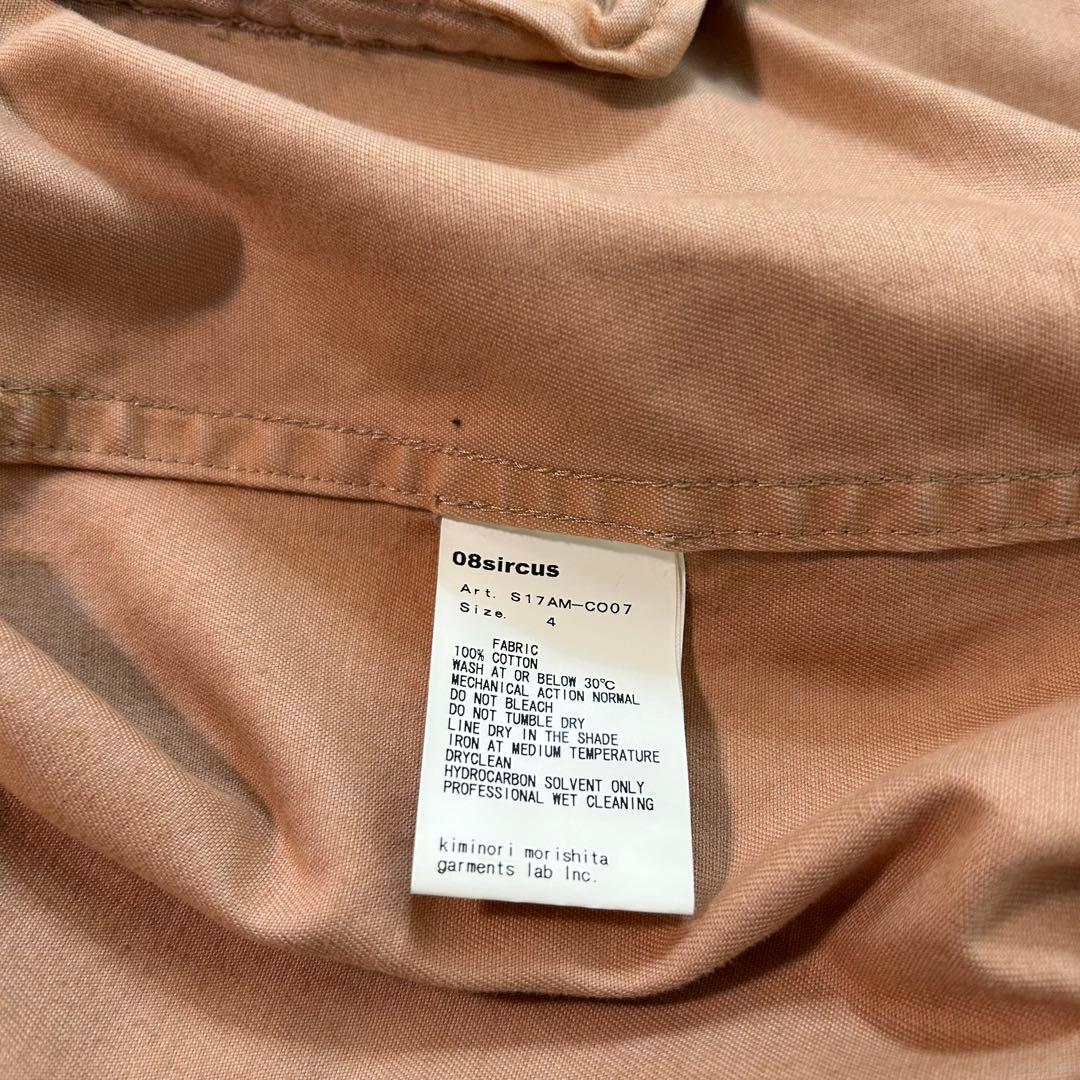 08sircus
Art. S17AM-CO07
Size. 4
FABRIC
100% COTTON
WASH AT OR BELOW 30℃
MECHANICAL ACTION NORMAL
DO NOT BLEACH
DO NOT TUMBLE DRY
LINE DRY IN THE SHADE
IRON AT MEDIUM TEMPERATURE
DRYCLEAN
HYDROCARBON SOLVENT ONLY
PROFESSIONAL WET CLEANING
kiminori morishita
garments lab Inc.